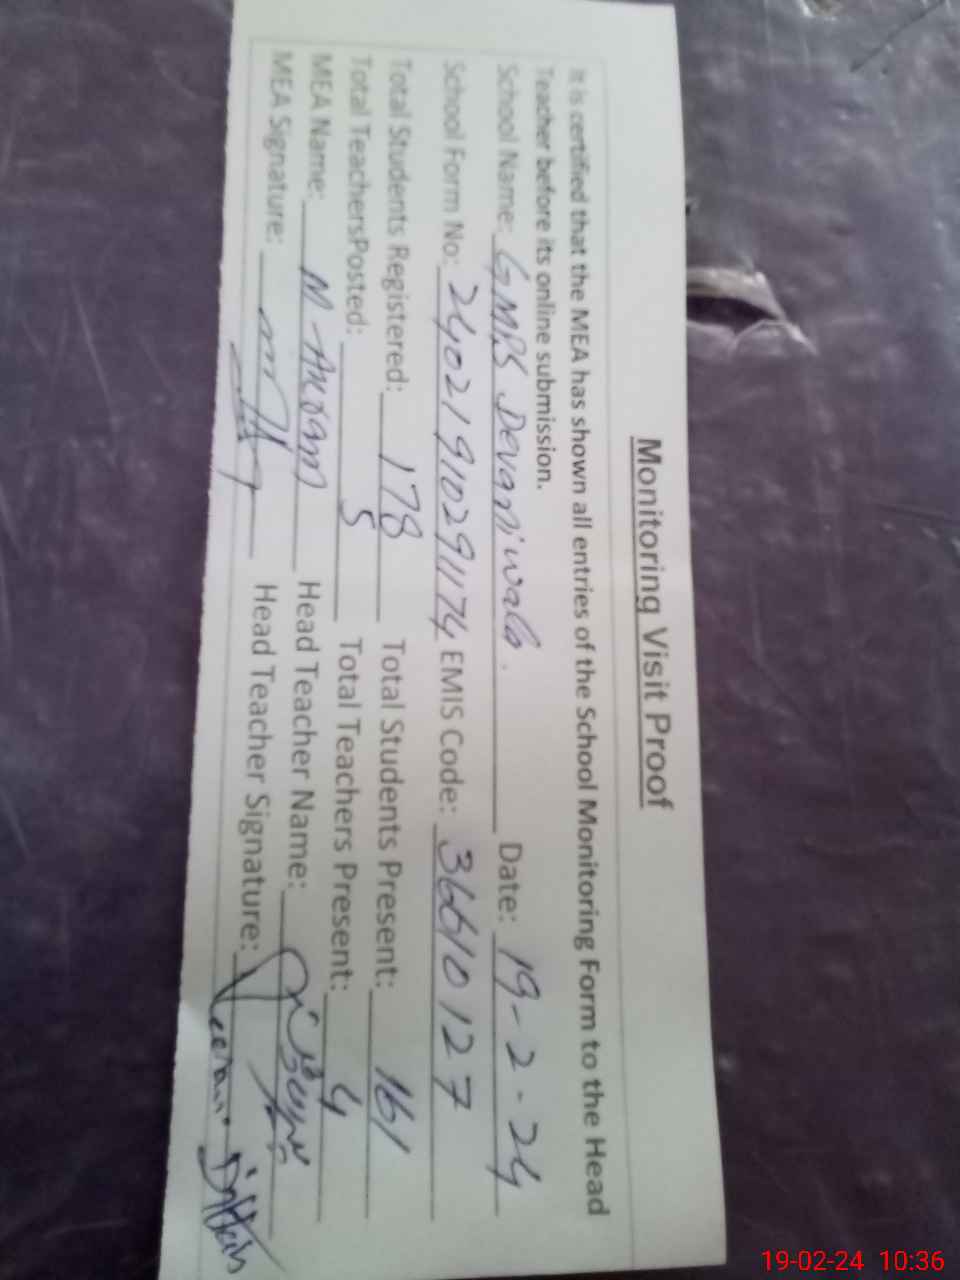 Monitoring Visit Proof
It is certified that the MEA has shown all entries of the School Monitoring Form to the Head
Teacher before its online submission.
School Name: GMPS Devaniwala. Date: 19-2-24
School Form No: 24021910291174 EMIS Code: 36610127
Total Students Registered: 178 Total Students Present: 161
Total TeachersPosted: 5 Total Teachers Present: 4
MEA Name: M Akram Head Teacher Name:
MEA Signature: Head Teacher Signature:
19-02-24 10:36